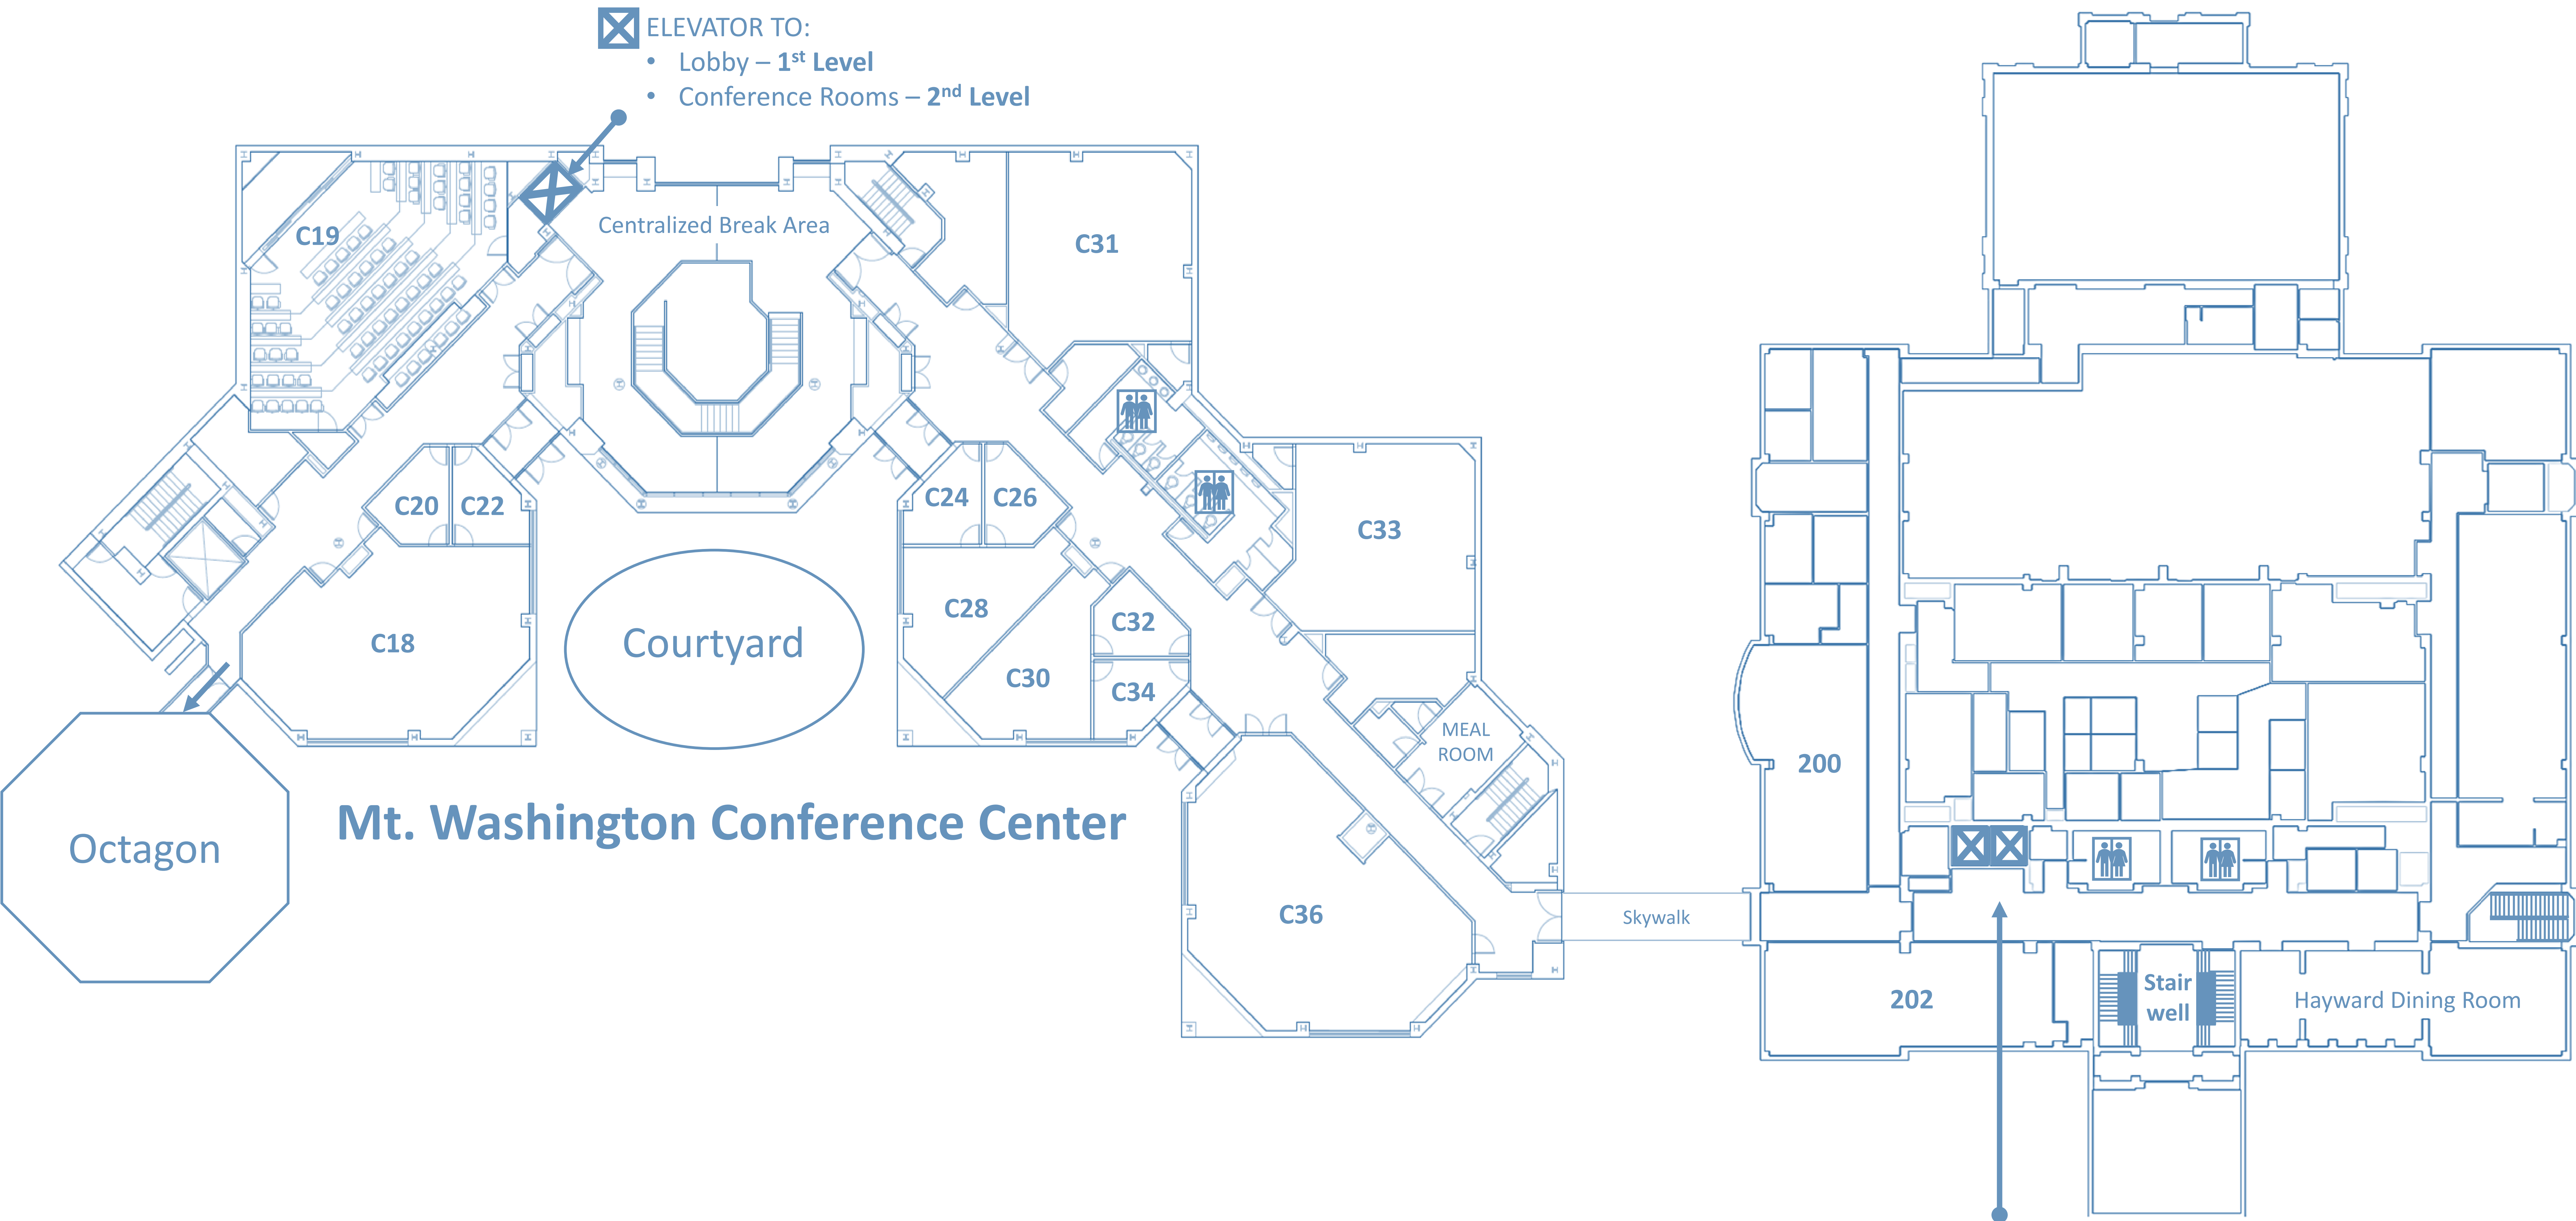 ELEVATOR TO:
• Lobby – 1st Level
• Conference Rooms – 2nd Level
Centralized Break Area
C19
C31
C20
C22
C24
C26
C33
C18
Courtyard
C28
C32
C30
C34
MEAL
ROOM
200
Mt. Washington Conference Center
Octagon
C36
Skywalk
202
Stair
well
Hayward Dining Room